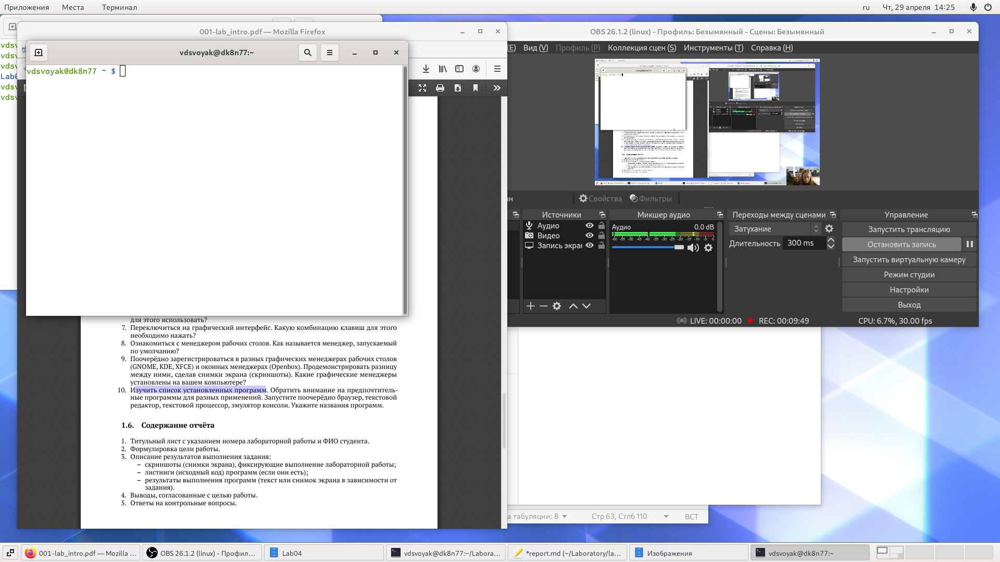 Приложения Места Терминал
ru Чт, 29 апреля 14:25
001-lab_intro.pdf — Mozilla Firefox
vdsvoyak@dk8n77:~
vdsvoyak@dk8n77 ~ $
для этого использовать?
7. Переключиться на графический интерфейс. Какую комбинацию клавиш для этого
необходимо нажать?
8. Ознакомиться с менеджером рабочих столов. Как называется менеджер, запускаемый
по умолчанию?
9. Поочерёдно зарегистрироваться в разных графических менеджерах рабочих столов
(GNOME, KDE, XFCE) и оконных менеджерах (Openbox). Продемонстрировать разницу
между ними, сделав снимки экрана (скриншоты). Какие графические менеджеры
установлены на вашем компьютере?
10. Изучить список установленных программ. Обратить внимание на предпочтитель-
ные программы для разных применений. Запустите поочерёдно браузер, текстовой
редактор, текстовой процессор, эмулятор консоли. Укажите названия программ.
1.6. Содержание отчёта
1. Титульный лист с указанием номера лабораторной работы и ФИО студента.
2. Формулировка цели работы.
3. Описание результатов выполнения задания:
– скриншоты (снимки экрана), фиксирующие выполнение лабораторной работы;
– листинги (исходный код) программ (если они есть);
– результаты выполнения программ (текст или снимок экрана в зависимости от
задания).
4. Выводы, согласованные с целью работы.
5. Ответы на контрольные вопросы.
OBS 26.1.2 (linux) - Профиль: Безымянный - Сцены: Безымянный
(E) Вид (V) Профиль (P) Коллекция сцен (S) Инструменты (T) Справка (H)
Свойства Фильтры
Источники
Аудио
Видео
Запись экран
Микшер аудио
Аудио 0.0 dB
-60 -55 -50 -45 -40 -35 -30 -25 -20 -15 -10 -5 0
Переходы между сценами
Затухание
Длительность 300 ms
Управление
Запустить трансляцию
Остановить запись
Запустить виртуальную камеру
Режим студии
Настройки
Выход
LIVE: 00:00:00 REC: 00:09:49 CPU: 6.7%, 30.00 fps
а табуляции: 8 Стр 63, Стлб 110 ВСТ
001-lab_intro.pdf — Mozilla ...
OBS 26.1.2 (linux) - Профил...
Lab04
vdsvoyak@dk8n77:~/Labora...
*report.md (~/Laboratory/la...
Изображения
vdsvoyak@dk8n77:~